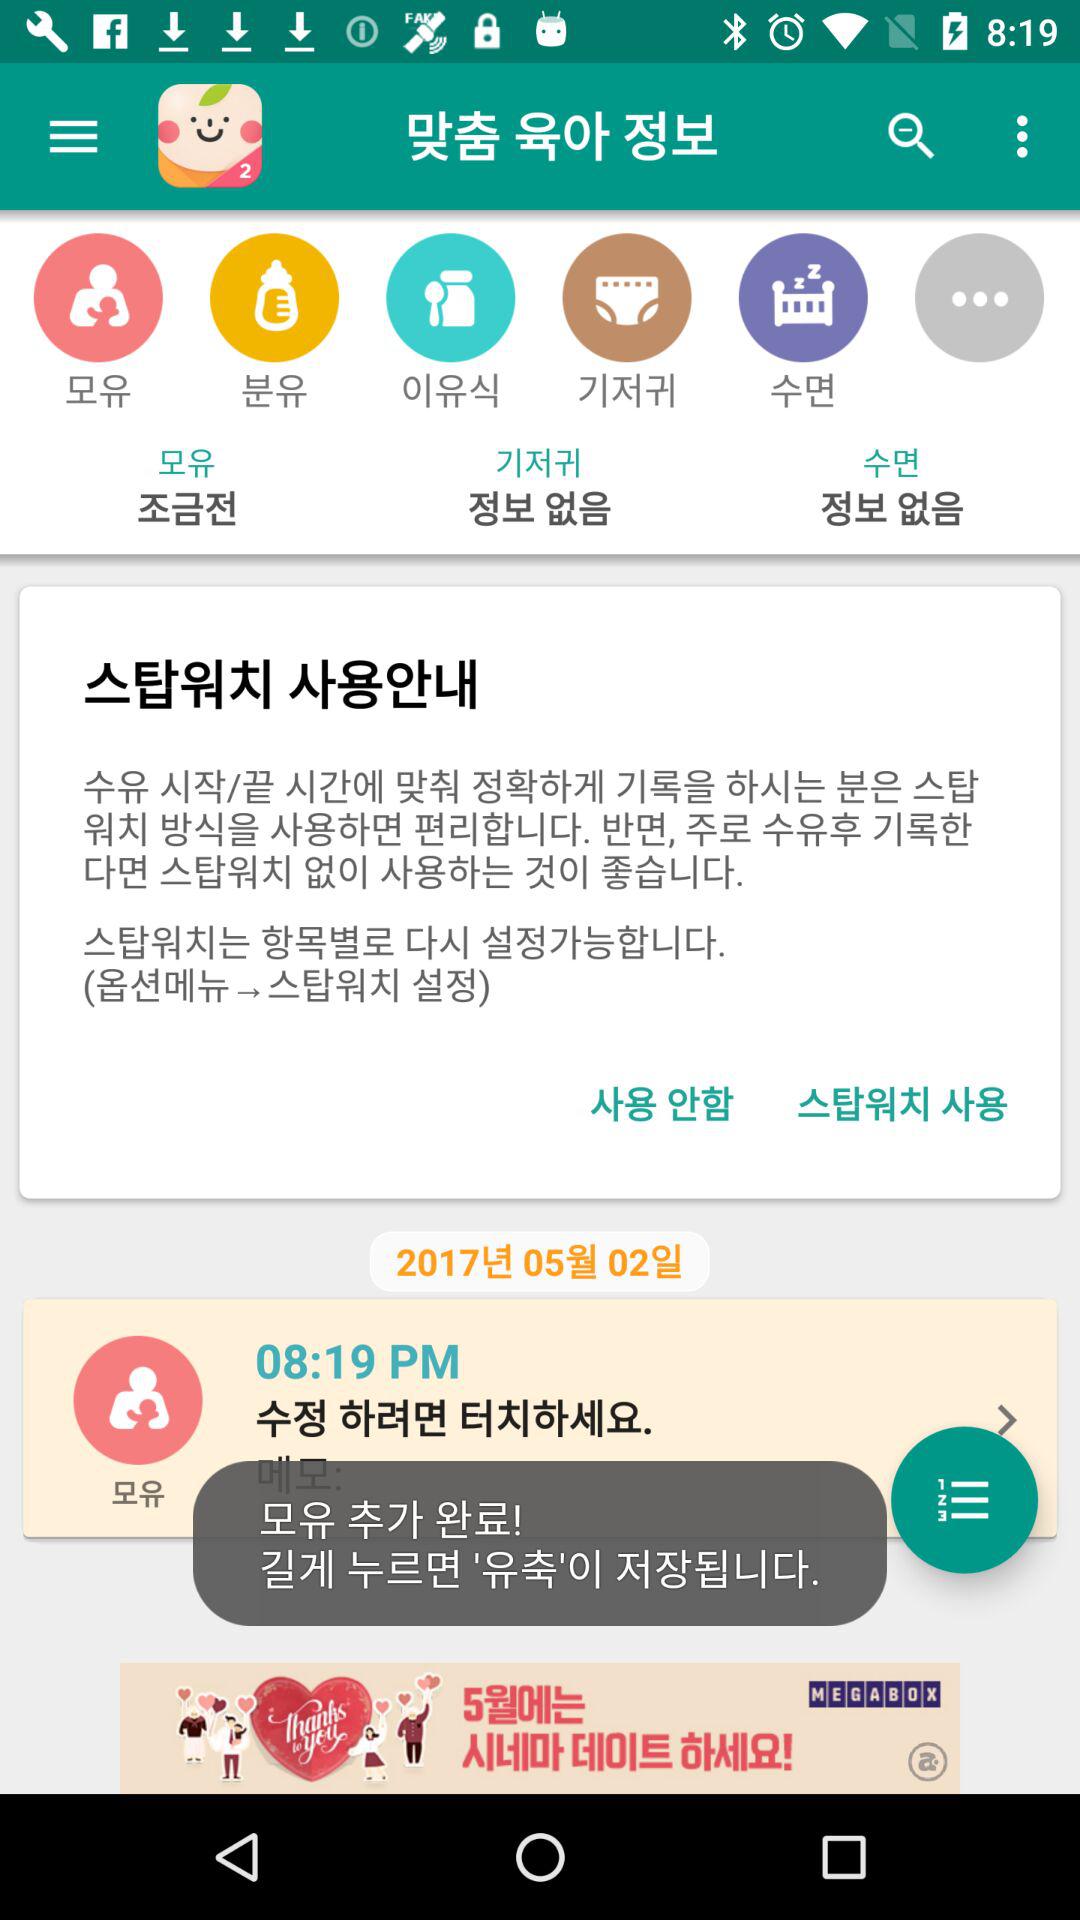 FAKE
8:19
2
맞춤 육아 정보
모유 분유 이유식 기저귀 수면
모유 기저귀 수면
조금전 정보 없음 정보 없음
스탑워치 사용안내
수유 시작/끝 시간에 맞춰 정확하게 기록을 하시는 분은 스탑
워치 방식을 사용하면 편리합니다. 반면, 주로 수유후 기록한
다면 스탑워치 없이 사용하는 것이 좋습니다.
스탑워치는 항목별로 다시 설정가능합니다.
(옵션메뉴→스탑워치 설정)
사용 안함 스탑워치 사용
2017년 05월 02일
08:19 PM
수정 하려면 터치하세요.
메모:
모유
모유 추가 완료!
길게 누르면 '유축'이 저장됩니다.
thanks
to you
5월에는
시네마 데이트 하세요!
MEGABOX
a